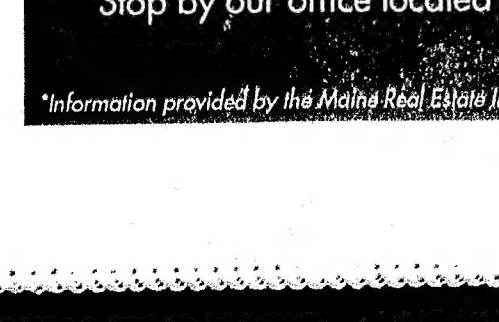 Stop by our office located
*Information provided by the Maine Real Estate